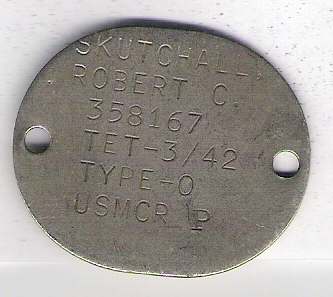 SKUTCHALL,
ROBERT C.
358167
TET-3/42
TYPE-O
USMCR P